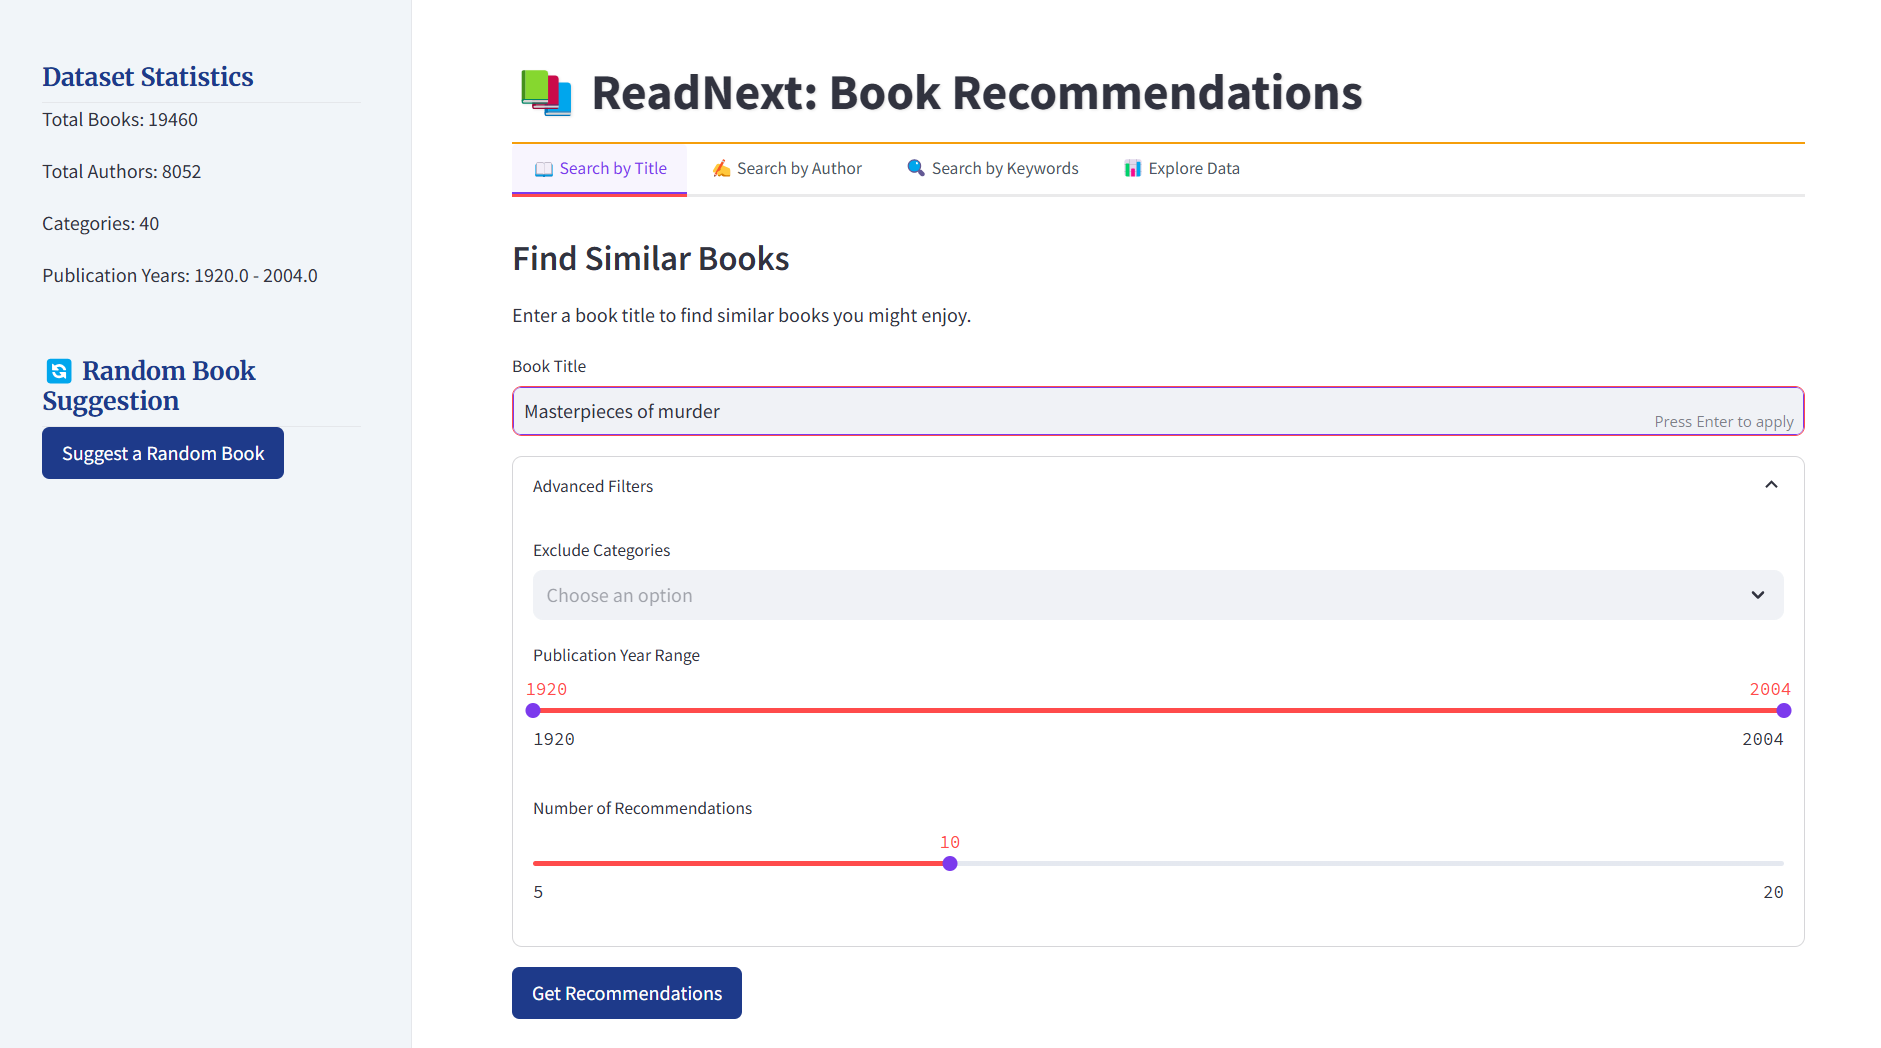 Dataset Statistics
Total Books: 19460
Total Authors: 8052
Categories: 40
Publication Years: 1920.0 - 2004.0
Random Book
Suggestion
Suggest a Random Book
ReadNext: Book Recommendations
Search by Title
Search by Author
Search by Keywords
Explore Data
Find Similar Books
Enter a book title to find similar books you might enjoy.
Book Title
Masterpieces of murder
Press Enter to apply
Advanced Filters
Exclude Categories
Choose an option
Publication Year Range
1920 2004
1920 2004
Number of Recommendations
10
5 20
Get Recommendations